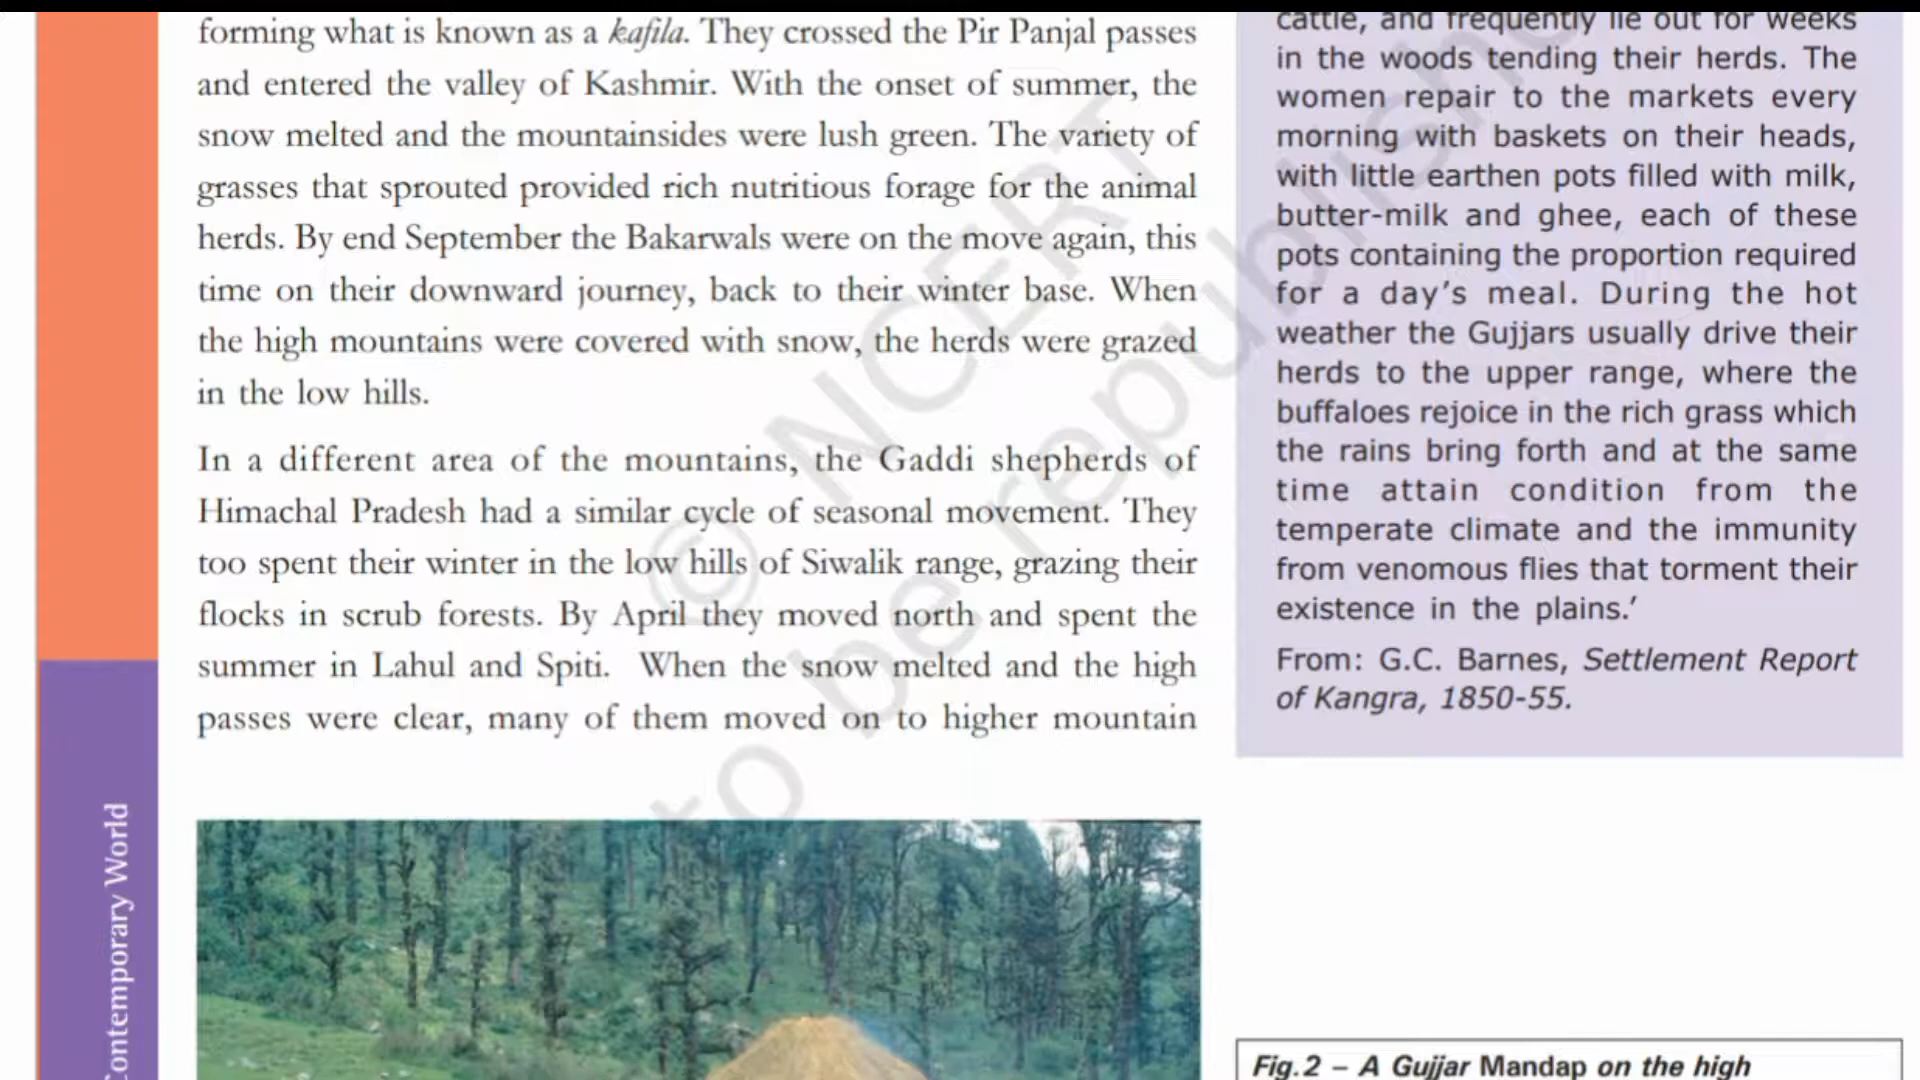 forming what is known as a kafila. They crossed the Pir Panjal passes
and entered the valley of Kashmir. With the onset of summer, the
snow melted and the mountainsides were lush green. The variety of
grasses that sprouted provided rich nutritious forage for the animal
herds. By end September the Bakarwals were on the move again, this
time on their downward journey, back to their winter base. When
the high mountains were covered with snow, the herds were grazed
in the low hills.
In a different area of the mountains, the Gaddi shepherds of
Himachal Pradesh had a similar cycle of seasonal movement. They
too spent their winter in the low hills of Siwalik range, grazing their
flocks in scrub forests. By April they moved north and spent the
summer in Lahul and Spiti. When the snow melted and the high
passes were clear, many of them moved on to higher mountain
cattle, and frequently lie out for weeks
in the woods tending their herds. The
women repair to the markets every
morning with baskets on their heads,
with little earthen pots filled with milk,
butter-milk and ghee, each of these
pots containing the proportion required
for a day's meal. During the hot
weather the Gujjars usually drive their
herds to the upper range, where the
buffaloes rejoice in the rich grass which
the rains bring forth and at the same
time attain condition from the
temperate climate and the immunity
from venomous flies that torment their
existence in the plains.'
From: G.C. Barnes, Settlement Report
of Kangra, 1850-55.
Fig.2 – A Gujjar Mandap on the high
Contemporary World
© NCERT
to be republished